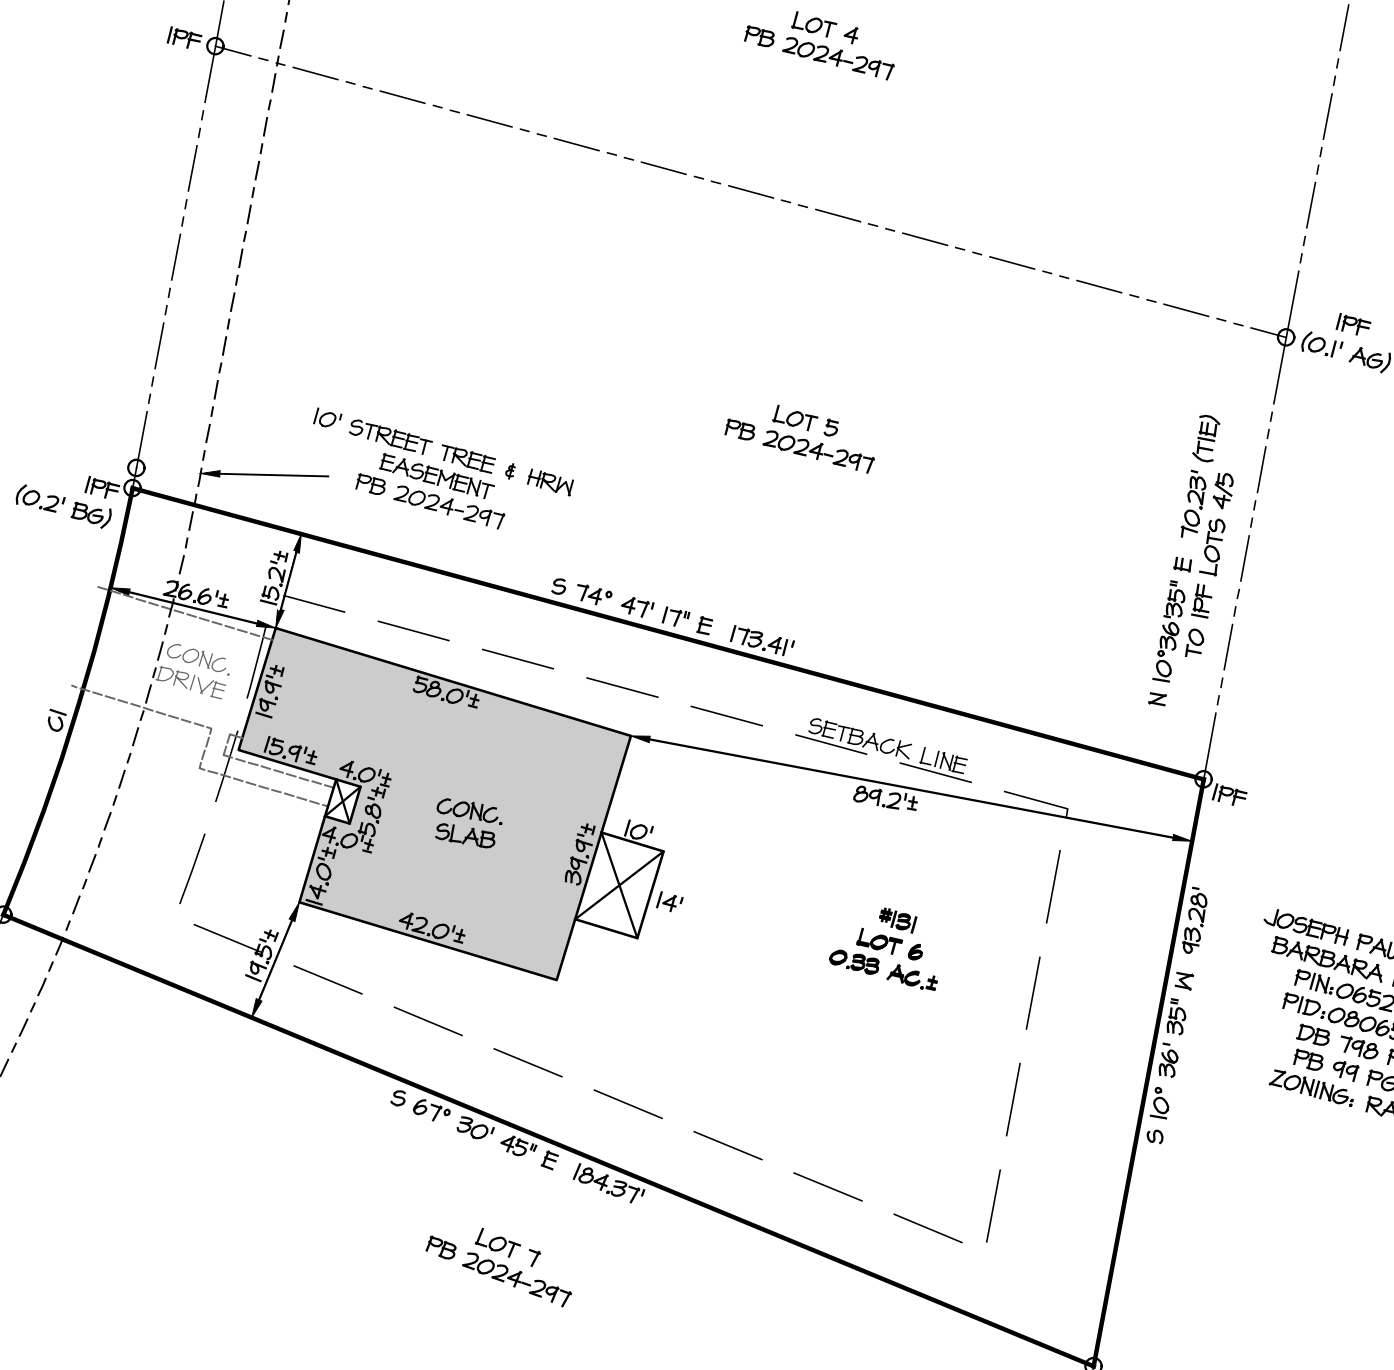 LOT 4
PB 2024-297
IPF
IPF
(0.1' AG)
LOT 5
PB 2024-297
10' STREET TREE & HRW
EASEMENT
PB 2024-297
N 10°36'35" E 70.23' (TIE)
TO IPF LOTS 4/5
IPF
(0.2' BG)
15.2'±
26.6'±
S 74° 47' 17" E 173.41'
CONC.
DRIVE
19.9'±
58.0'±
C1
SETBACK LINE
15.9'±
4.0'±
5.8'±
89.2'±
IPF
CONC.
SLAB
4.0'±
10'
39.9'±
14.0'±
14'
42.0'±
19.5'±
#131
LOT 6
0.33 AC.±
S 10° 36' 35" W 93.28'
JOSEPH PAU
BARBARA
PIN:0652
PID:08065
DB 798
PB 99 PG
ZONING: RA
S 67° 30' 45" E 184.37'
LOT 7
PB 2024-297